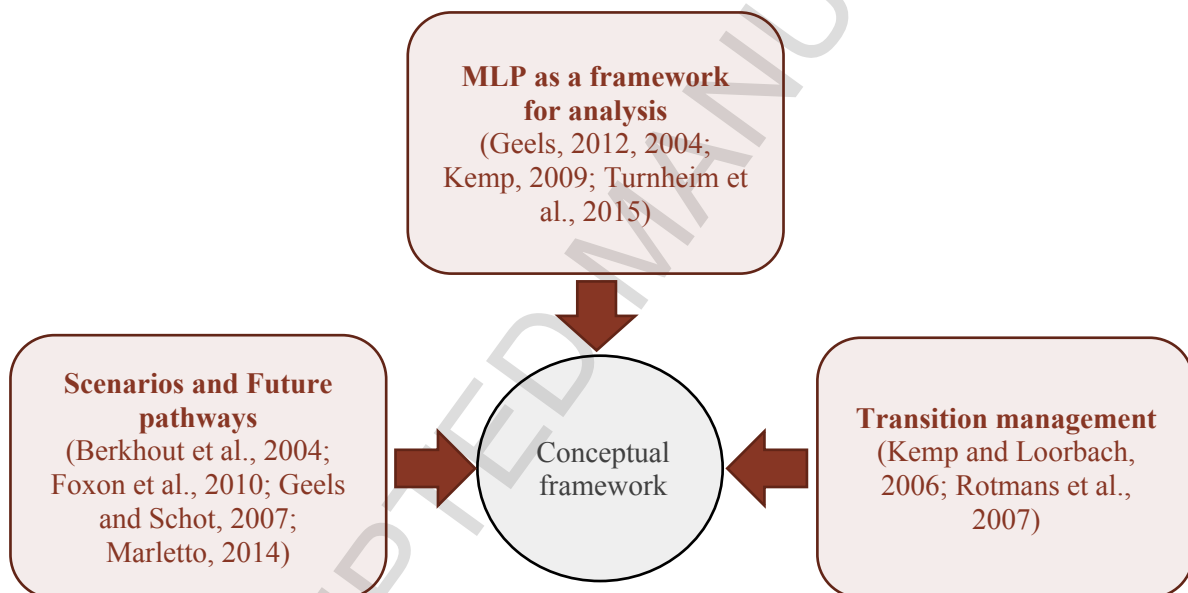 MLP as a framework
for analysis
(Geels, 2012, 2004;
Kemp, 2009; Turnheim et
al., 2015)
Scenarios and Future
pathways
(Berkhout et al., 2004;
Foxon et al., 2010; Geels
and Schot, 2007;
Marletto, 2014)
Conceptual
framework
Transition management
(Kemp and Loorbach,
2006; Rotmans et al.,
2007)
PTED MANU